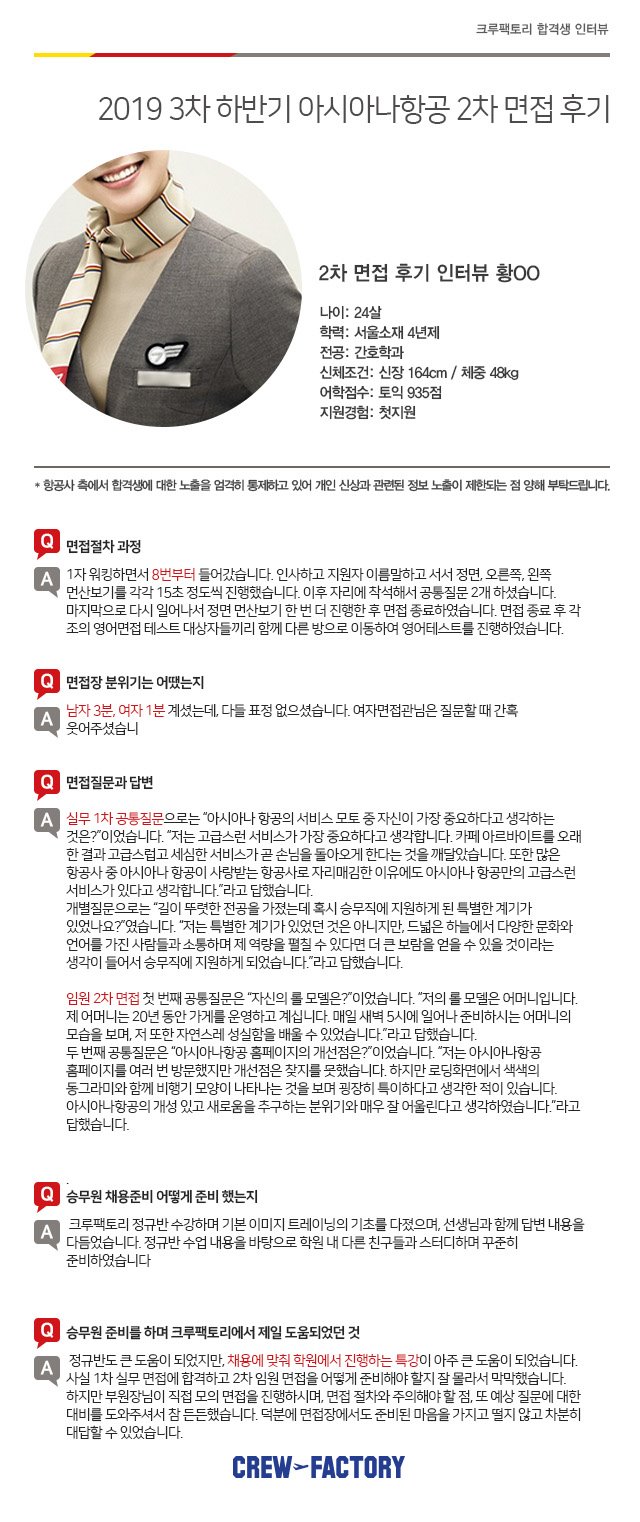 크루팩토리 합격생 인터뷰
2019 3차 하반기 아시아나항공 2차 면접 후기
2차 면접 후기 인터뷰 황OO
나이: 24살
학력: 서울소재 4년제
전공: 간호학과
신체조건: 신장 164cm / 체중 48kg
어학점수: 토익 935점
지원경험: 첫지원
* 항공사 측에서 합격생에 대한 노출을 엄격히 통제하고 있어 개인 신상과 관련된 정보 노출이 제한되는 점 양해 부탁드립니다.
Q 면접절차 과정
A 1자 워킹하면서 8번부터 들어갔습니다. 인사하고 지원자 이름말하고 서서 정면, 오른쪽, 왼쪽
먼산보기를 각각 15초 정도씩 진행했습니다. 이후 자리에 착석해서 공통질문 2개 하셨습니다.
마지막으로 다시 일어나서 정면 먼산보기 한 번 더 진행한 후 면접 종료하였습니다. 면접 종료 후 각
조의 영어면접 테스트 대상자들끼리 함께 다른 방으로 이동하여 영어테스트를 진행하였습니다.
Q 면접장 분위기는 어땠는지
A 남자 3분, 여자 1분 계셨는데, 다들 표정 없으셨습니다. 여자면접관님은 질문할 때 간혹
웃어주셨습니
Q 면접질문과 답변
A 실무 1차 공통질문으로는 “아시아나 항공의 서비스 모토 중 자신이 가장 중요하다고 생각하는
것은?”이었습니다. “저는 고급스런 서비스가 가장 중요하다고 생각합니다. 카페 아르바이트를 오래
한 결과 고급스럽고 세심한 서비스가 곧 손님을 돌아오게 한다는 것을 깨달았습니다. 또한 많은
항공사 중 아시아나 항공이 사랑받는 항공사로 자리매김한 이유에도 아시아나 항공만의 고급스런
서비스가 있다고 생각합니다.”라고 답했습니다.
개별질문으로는 “길이 뚜렷한 전공을 가졌는데 혹시 승무직에 지원하게 된 특별한 계기가
있었나요?”였습니다. “저는 특별한 계기가 있었던 것은 아니지만, 드넓은 하늘에서 다양한 문화와
언어를 가진 사람들과 소통하며 제 역량을 펼칠 수 있다면 더 큰 보람을 얻을 수 있을 것이라는
생각이 들어서 승무직에 지원하게 되었습니다.”라고 답했습니다.
임원 2차 면접 첫 번째 공통질문은 “자신의 롤 모델은?”이었습니다. “저의 롤 모델은 어머니입니다.
제 어머니는 20년 동안 가게를 운영하고 계십니다. 매일 새벽 5시에 일어나 준비하시는 어머니의
모습을 보며, 저 또한 자연스레 성실함을 배울 수 있었습니다.“라고 답했습니다.
두 번째 공통질문은 “아시아나항공 홈페이지의 개선점은?”이었습니다. “저는 아시아나항공
홈페이지를 여러 번 방문했지만 개선점은 찾지를 못했습니다. 하지만 로딩화면에서 색색의
동그라미와 함께 비행기 모양이 나타나는 것을 보며 굉장히 특이하다고 생각한 적이 있습니다.
아시아나항공의 개성 있고 새로움을 추구하는 분위기와 매우 잘 어울린다고 생각하였습니다.“라고
답했습니다.
.
Q 승무원 채용준비 어떻게 준비 했는지
A 크루팩토리 정규반 수강하며 기본 이미지 트레이닝의 기초를 다졌으며, 선생님과 함께 답변 내용을
다듬었습니다. 정규반 수업 내용을 바탕으로 학원 내 다른 친구들과 스터디하며 꾸준히
준비하였습니다
Q 승무원 준비를 하며 크루팩토리에서 제일 도움되었던 것
A 정규반도 큰 도움이 되었지만, 채용에 맞춰 학원에서 진행하는 특강이 아주 큰 도움이 되었습니다.
사실 1차 실무 면접에 합격하고 2차 임원 면접을 어떻게 준비해야 할지 잘 몰라서 막막했습니다.
하지만 부원장님이 직접 모의 면접을 진행하시며, 면접 절차와 주의해야 할 점, 또 예상 질문에 대한
대비를 도와주셔서 참 든든했습니다. 덕분에 면접장에서도 준비된 마음을 가지고 떨지 않고 차분히
대답할 수 있었습니다.
CREW FACTORY